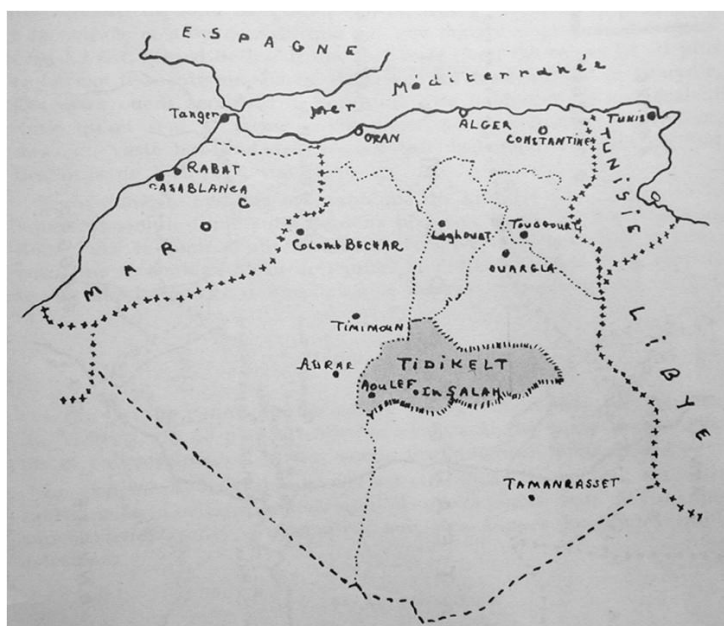 ESPAGNE
Mer Méditerranée
Tanger
ORAN
ALGER
CONSTANTINE
TUNIS
TUNISIE
RABAT
CASABLANCA
MAROC
Colomb BECHAR
Laghouat
Touggourt
OUARGLA
LiBYE
TIMIMOUN
TiDIKELT
ADRAR
AOULEF
In SALAH
TAMANRASSET